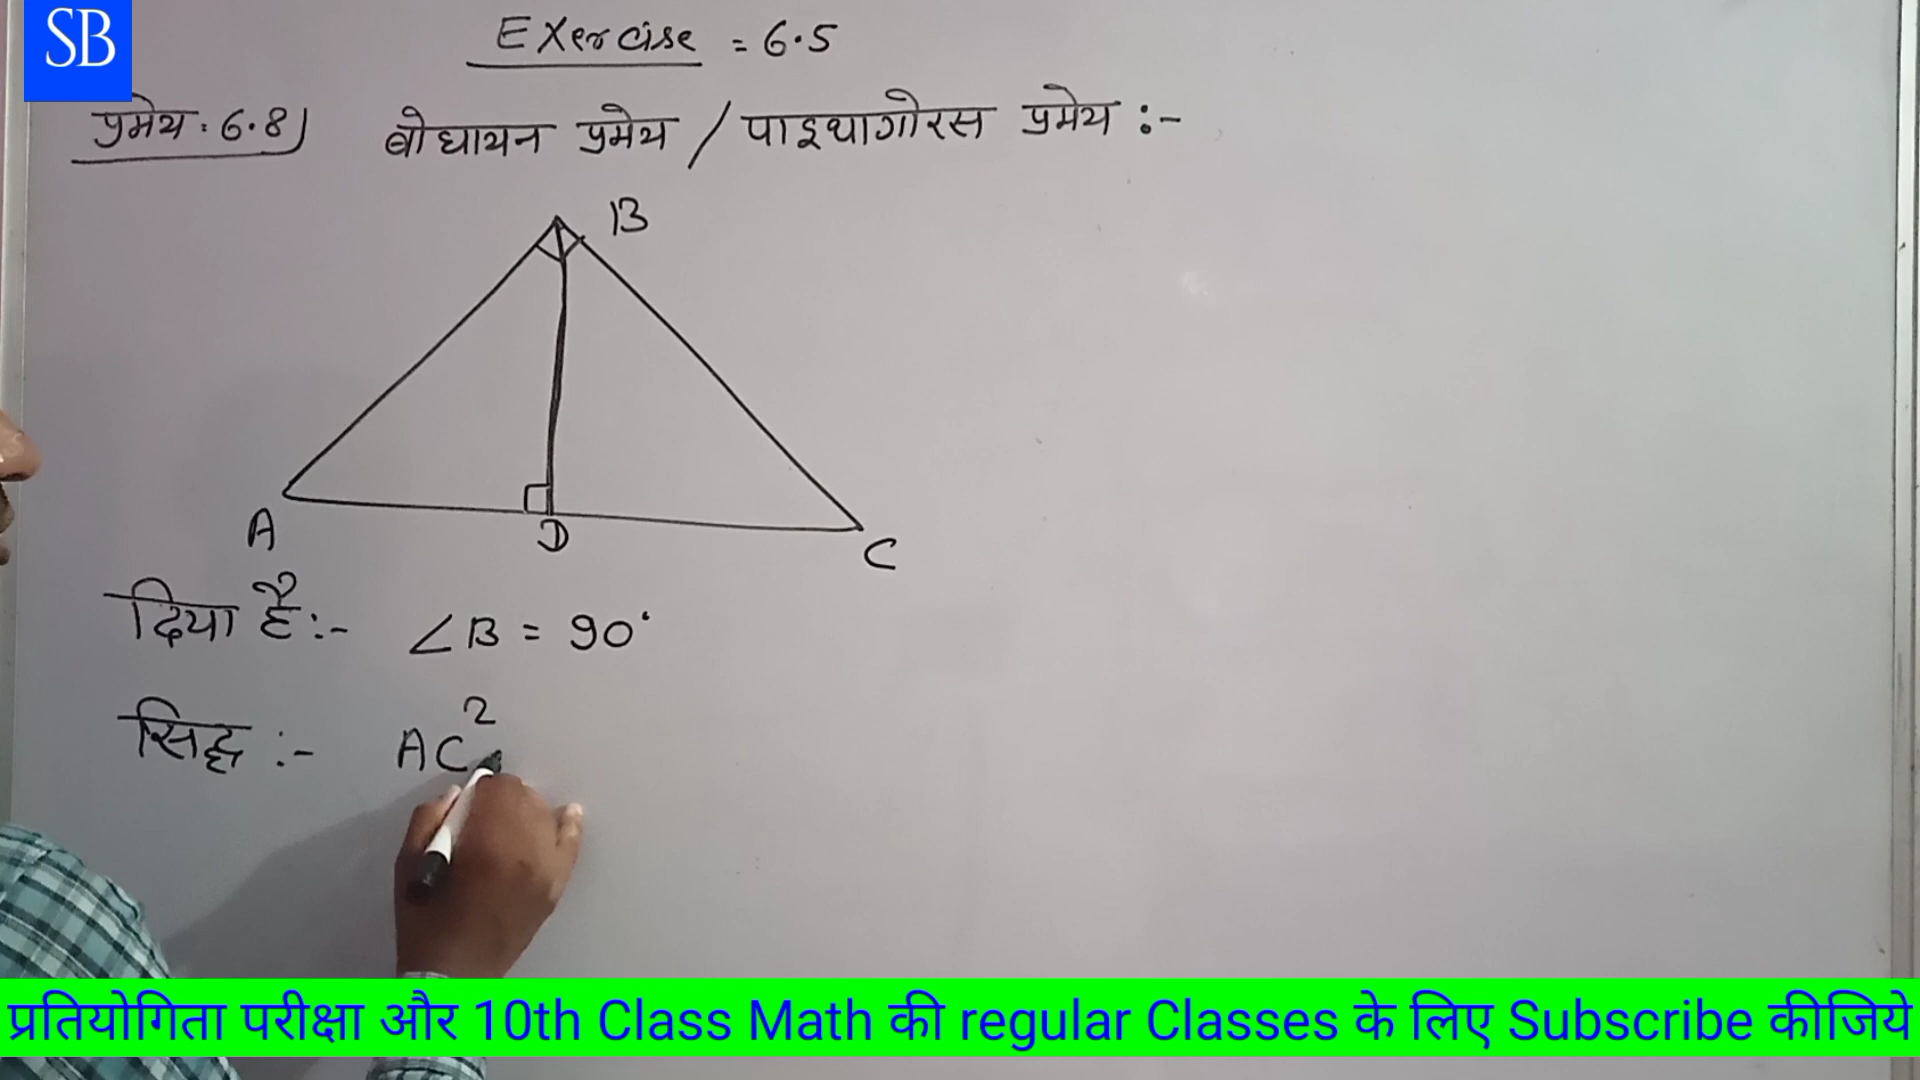 SB
Exercise = 6.5
प्रमेय : 6.8) बोधायन प्रमेय / पाइथागोरस प्रमेय :-
B
A
D
C
दिया है :- ∠B = 90°
सिद्ध :- AC²
प्रतियोगिता परीक्षा और 10th Class Math की regular Classes के लिए Subscribe कीजिये